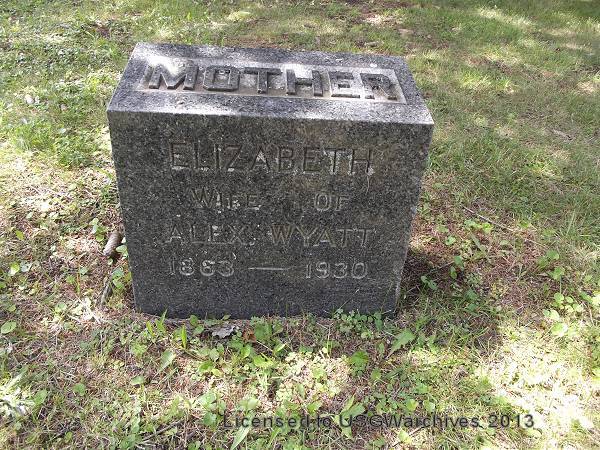 MOTHER
ELIZABETH
WIFE OF
ALEX. WYATT
1863 — 1930
Licensed to USGWarchives 2013